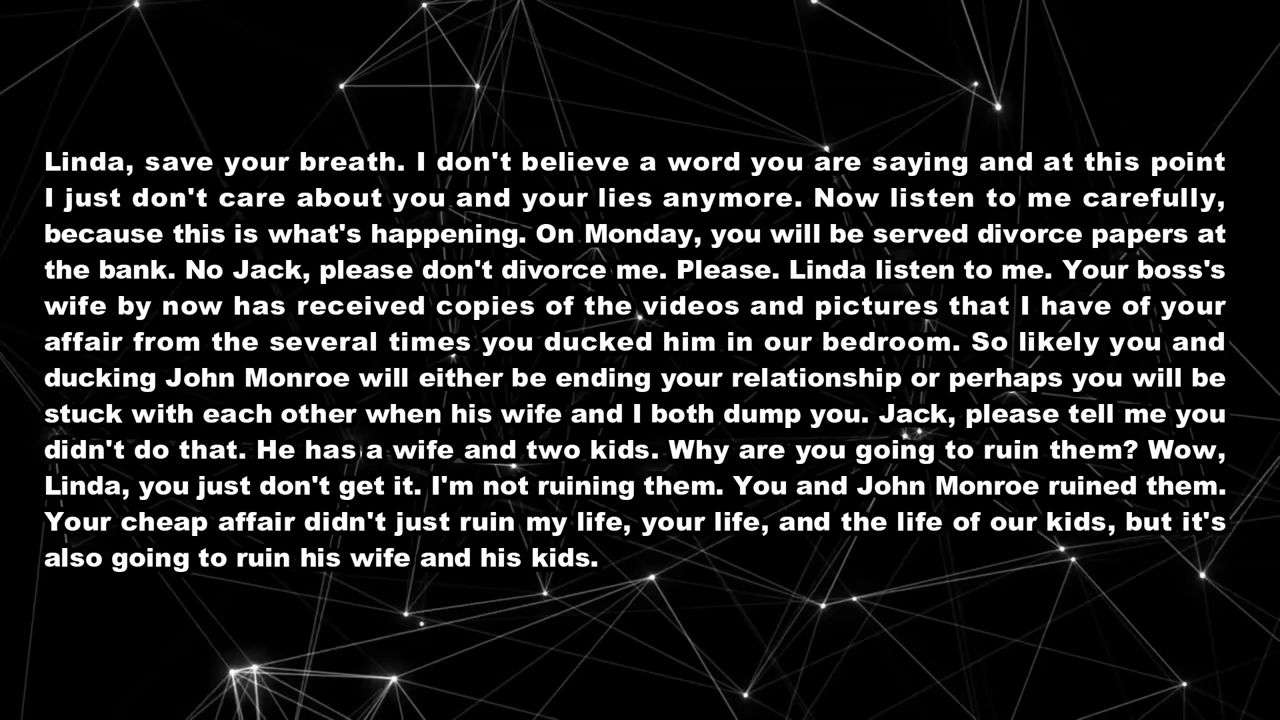 Linda, save your breath. I don't believe a word you are saying and at this point
I just don't care about you and your lies anymore. Now listen to me carefully,
because this is what's happening. On Monday, you will be served divorce papers at
the bank. No Jack, please don't divorce me. Please. Linda listen to me. Your boss's
wife by now has received copies of the videos and pictures that I have of your
affair from the several times you ducked him in our bedroom. So likely you and
ducking John Monroe will either be ending your relationship or perhaps you will be
stuck with each other when his wife and I both dump you. Jack, please tell me you
didn't do that. He has a wife and two kids. Why are you going to ruin them? Wow,
Linda, you just don't get it. I'm not ruining them. You and John Monroe ruined them.
Your cheap affair didn't just ruin my life, your life, and the life of our kids, but it's
also going to ruin his wife and his kids.